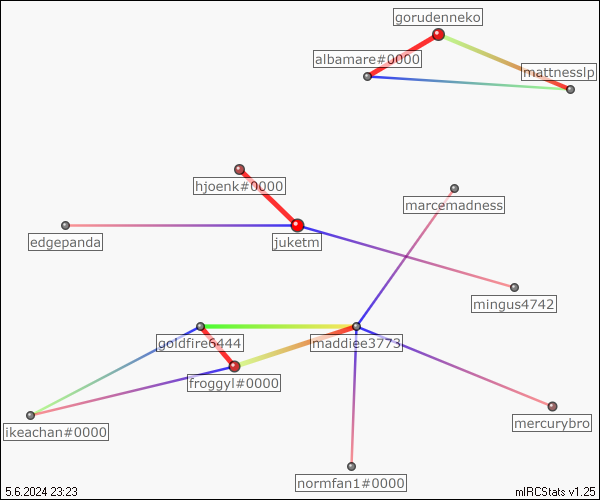 gorudenneko
albamare#0000
mattnesslp
hjoenk#0000
marcemadness
edgepanda
juketm
mingus4742
goldfire6444
maddiee3773
froggyl#0000
mercurybro
ikeachan#0000
normfan1#0000
5.6.2024 23:23
mIRCStats v1.25